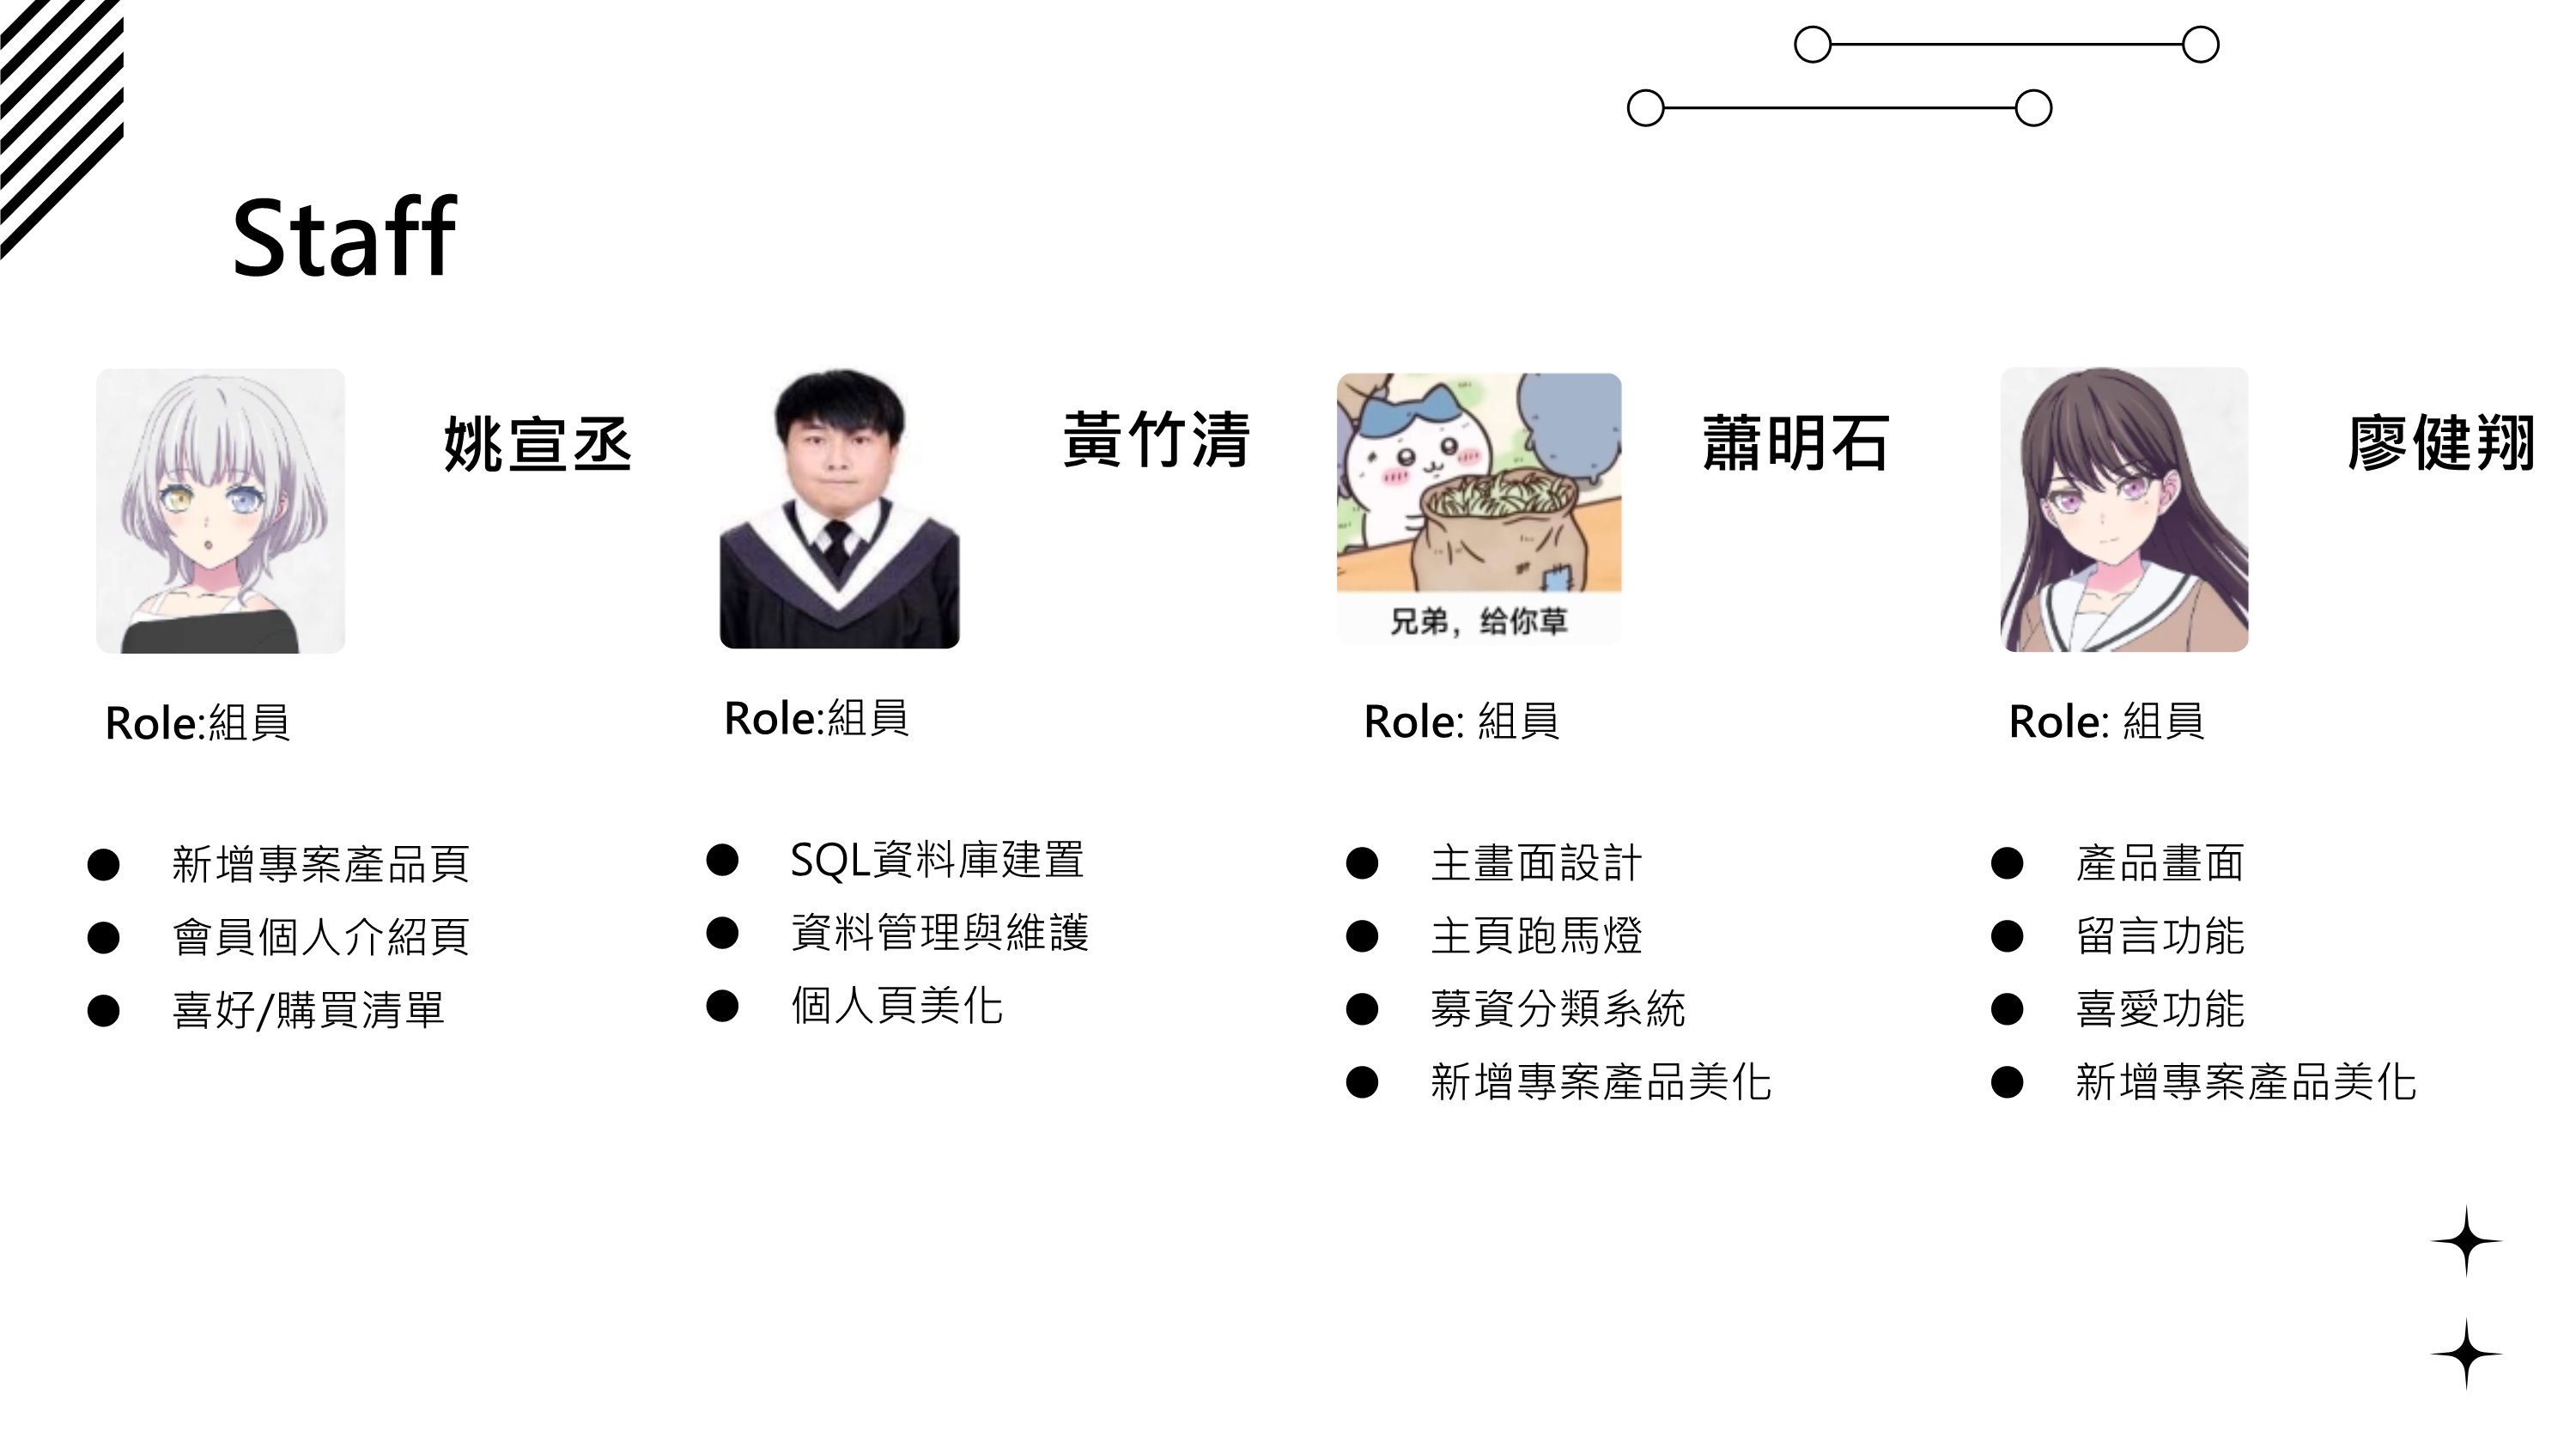 Staff
姚宣丞
Role:組員
新增專案產品頁
會員個人介紹頁
喜好/購買清單
黃竹清
Role:組員
SQL資料庫建置
資料管理與維護
個人頁美化
蕭明石
兄弟，给你草
Role: 組員
主畫面設計
主頁跑馬燈
募資分類系統
新增專案產品美化
廖健翔
Role: 組員
產品畫面
留言功能
喜愛功能
新增專案產品美化